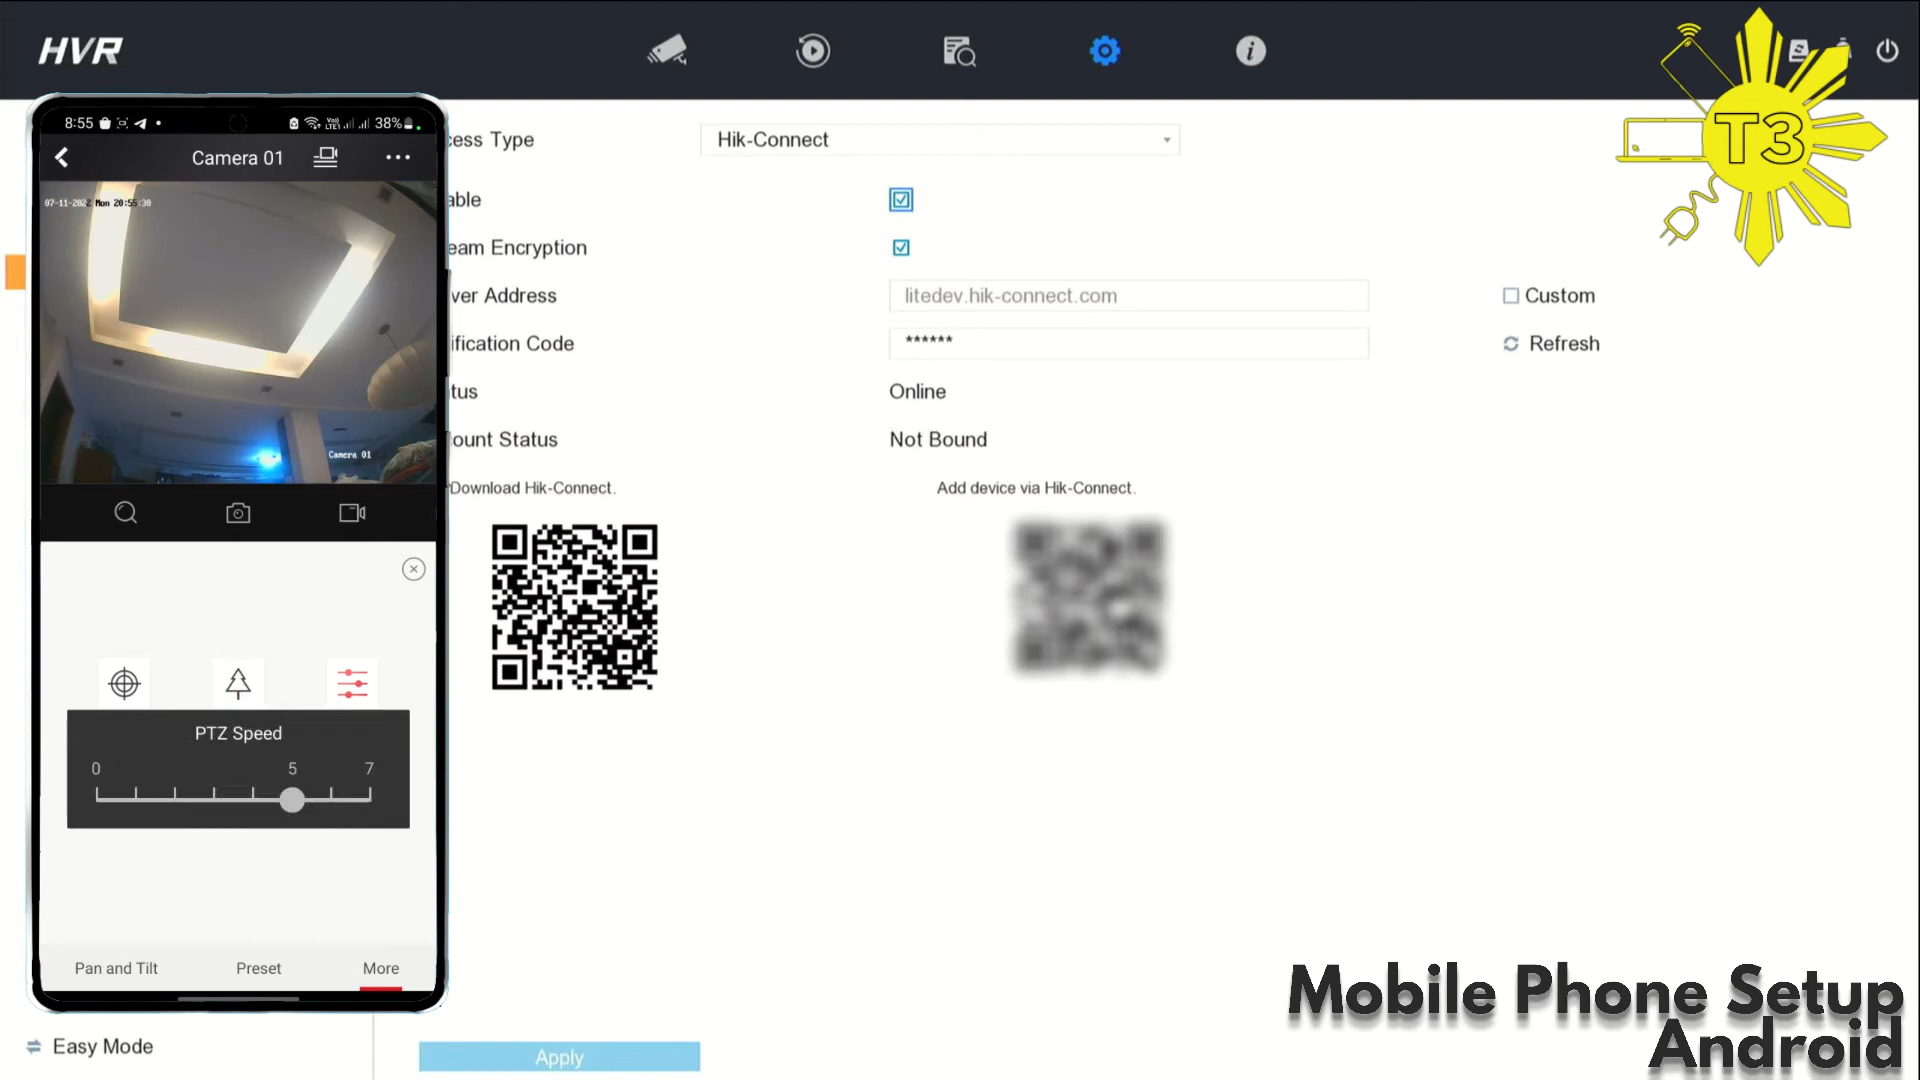 HVR
T3
8:55
VoI)
LTE1
38%
Camera 01
07-11-2022 Mon 20:55:30
Camera 01
PTZ Speed
0
5
7
Pan and Tilt
Preset
More
cess Type
Hik-Connect
able
eam Encryption
ver Address
litedev.hik-connect.com
Custom
ification Code
******
Refresh
tus
Online
ount Status
Not Bound
Download Hik-Connect.
Add device via Hik-Connect.
Easy Mode
Apply
Mobile Phone Setup
Android